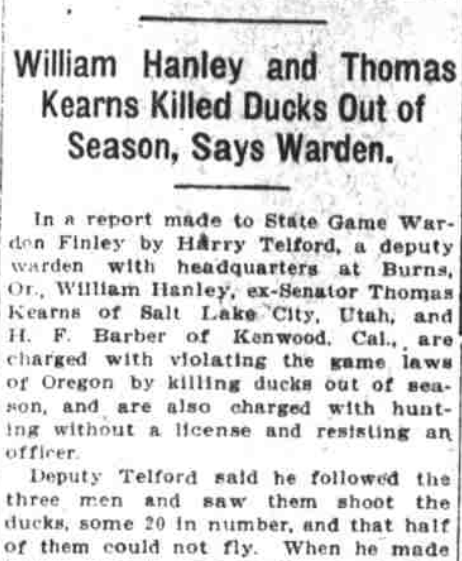 William Hanley and Thomas
Kearns Killed Ducks Out of
Season, Says Warden.
In a report made to State Game War-
den Finley by Harry Telford, a deputy
warden with headquarters at Burns,
Or., William Hanley, ex-Senator Thomas
Kearns of Salt Lake City, Utah, and
H. F. Barber of Kenwood, Cal., are
charged with violating the game laws
of Oregon by killing ducks out of sea-
son, and are also charged with hunt-
ing without a license and resisting an
officer.
Deputy Telford said he followed the
three men and saw them shoot the
ducks, some 20 in number, and that half
of them could not fly. When he made